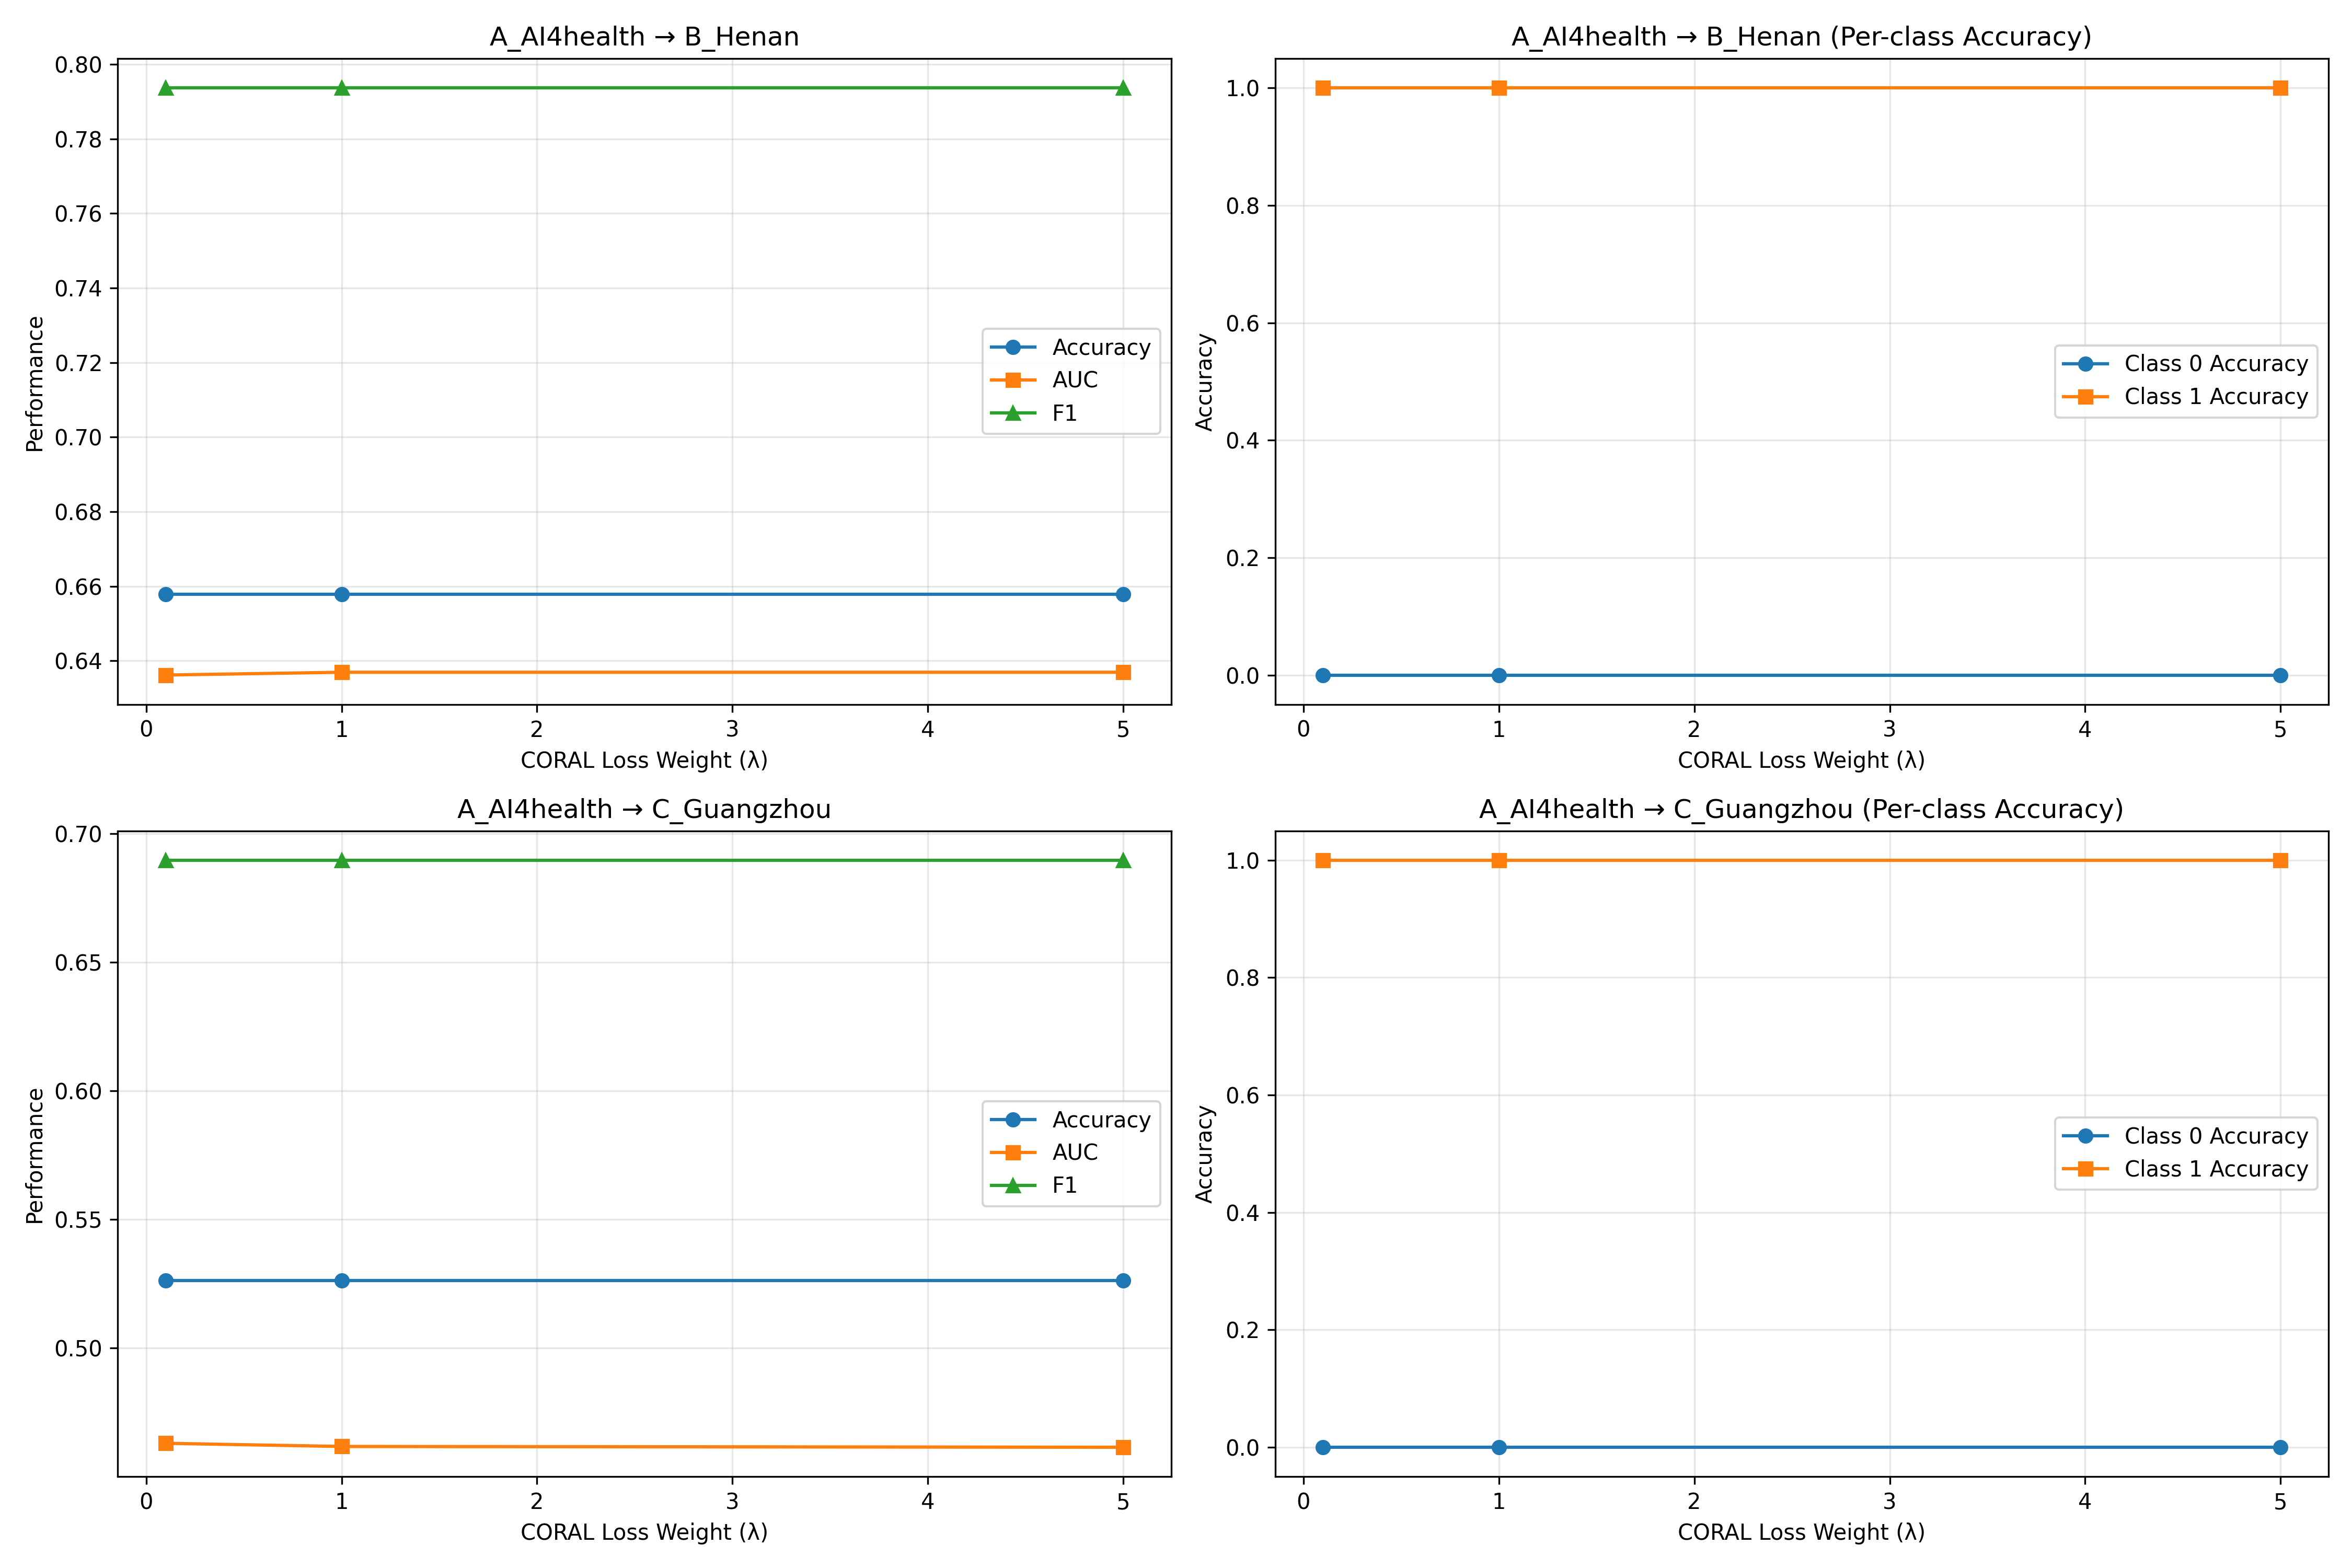 A_AI4health → B_Henan
0.80
0.78
0.76
0.74
0.72
0.70
0.68
0.66
0.64
Performance
Accuracy
AUC
F1
0 1 2 3 4 5
CORAL Loss Weight (λ)
A_AI4health → B_Henan (Per-class Accuracy)
1.0
0.8
0.6
0.4
0.2
0.0
Accuracy
Class 0 Accuracy
Class 1 Accuracy
0 1 2 3 4 5
CORAL Loss Weight (λ)
A_AI4health → C_Guangzhou
0.70
0.65
0.60
0.55
0.50
Performance
Accuracy
AUC
F1
0 1 2 3 4 5
CORAL Loss Weight (λ)
A_AI4health → C_Guangzhou (Per-class Accuracy)
1.0
0.8
0.6
0.4
0.2
0.0
Accuracy
Class 0 Accuracy
Class 1 Accuracy
0 1 2 3 4 5
CORAL Loss Weight (λ)